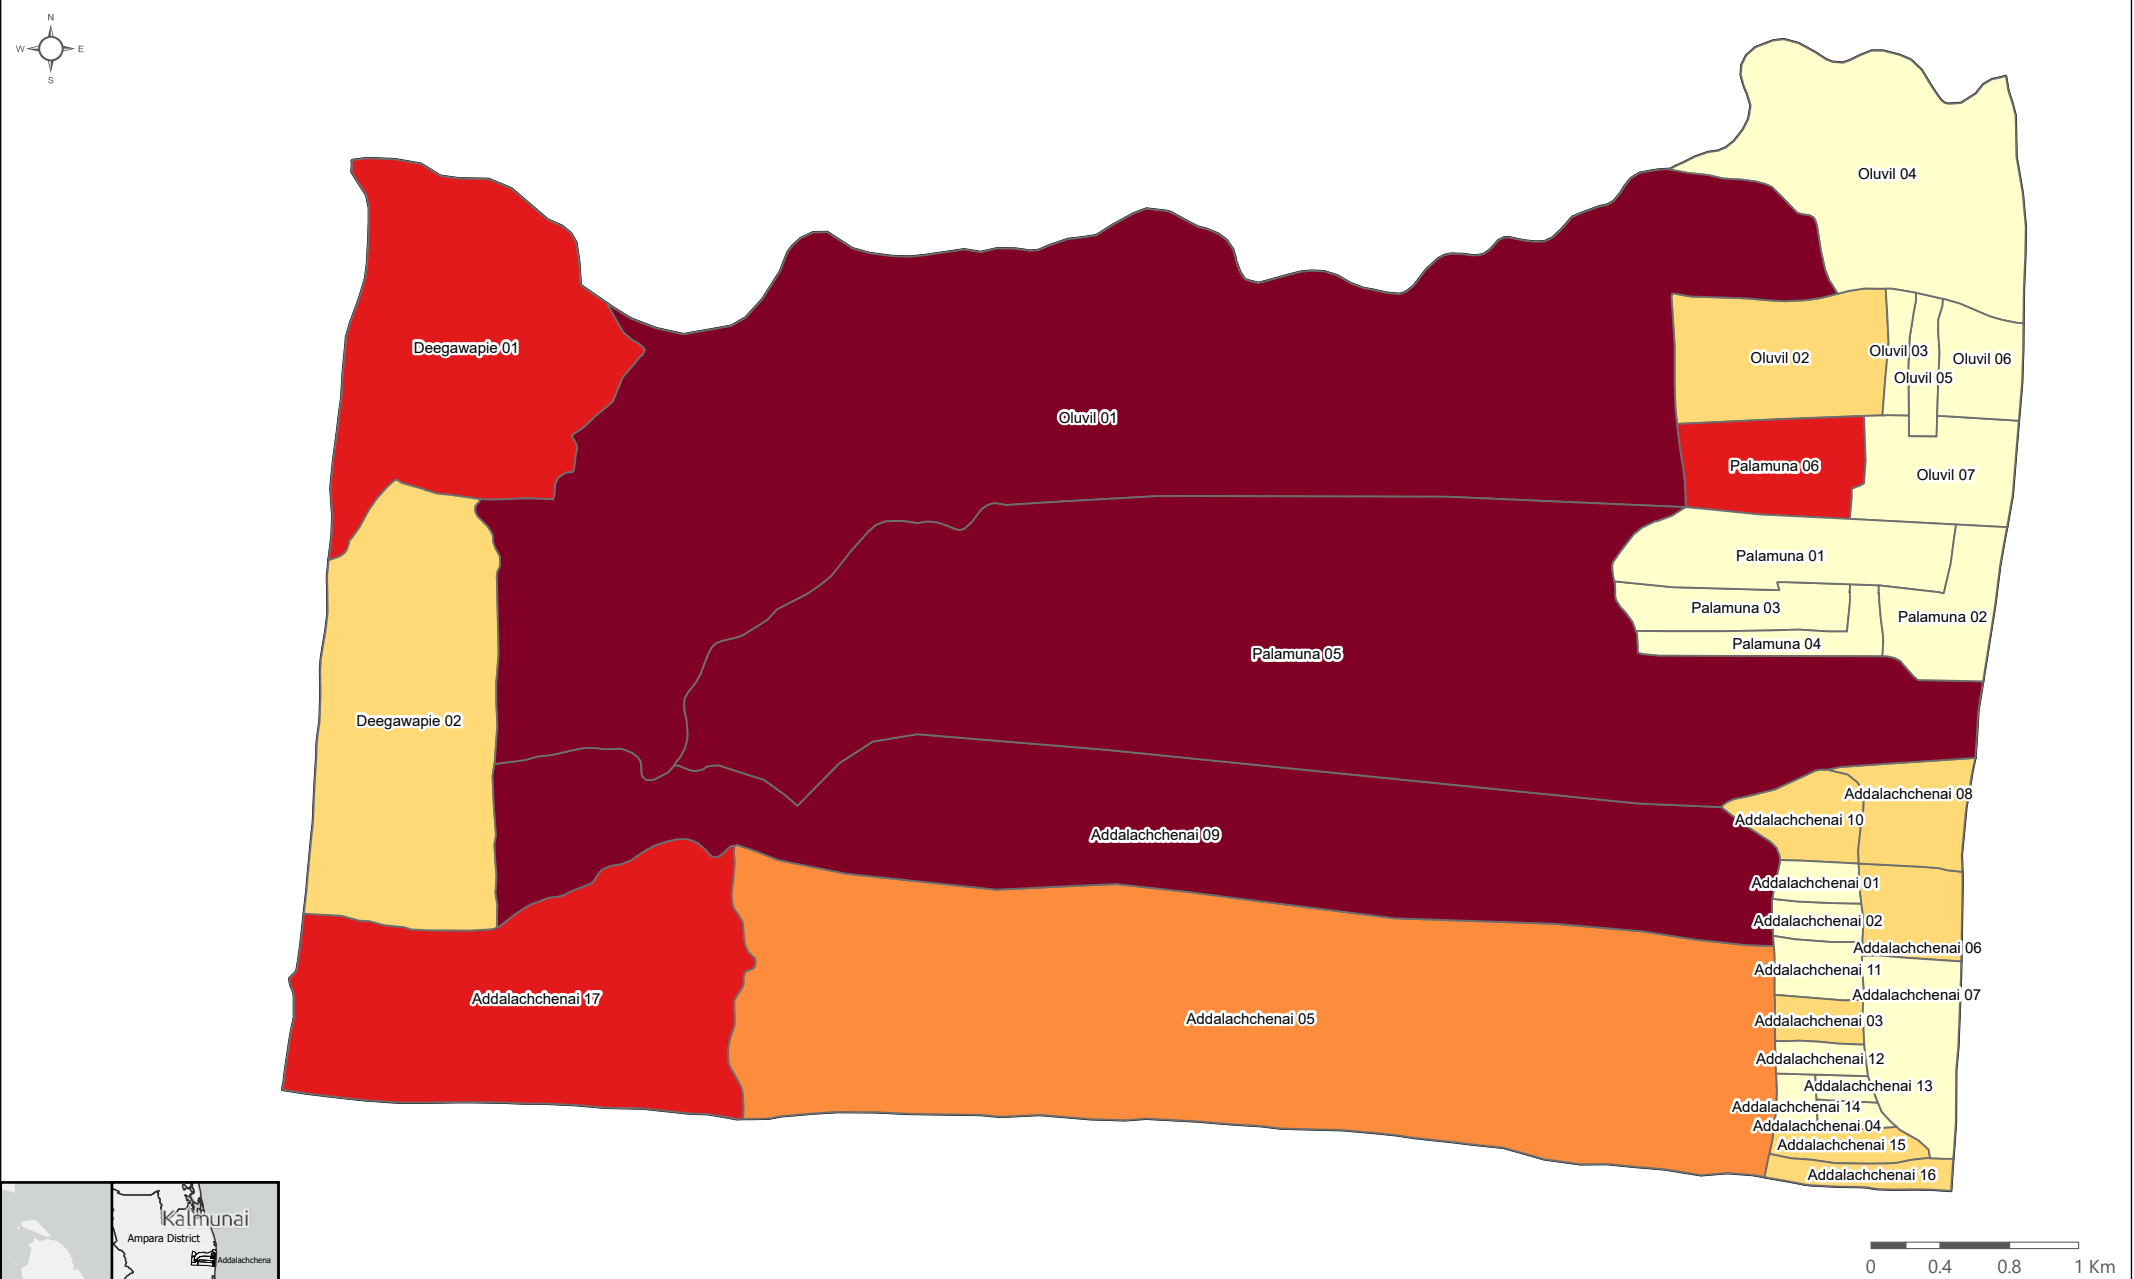 N
W E
S
Oluvil 04
Deegawapie 01
Oluvil 03
Oluvil 02
Oluvil 06
Oluvil 05
Oluvil 01
Palamuna 06
Oluvil 07
Palamuna 01
Palamuna 03
Palamuna 02
Palamuna 04
Palamuna 05
Deegawapie 02
Addalachchenai 08
Addalachchenai 10
Addalachchenai 09
Addalachchenai 01
Addalachchenai 02
Addalachchenai 06
Addalachchenai 11
Addalachchenai 07
Addalachchenai 17
Addalachchenai 05
Addalachchenai 03
Addalachchenai 12
Addalachchenai 13
Addalachchenai 14
Addalachchenai 04
Addalachchenai 15
Addalachchenai 16
Kalmunai
Ampara District
Addalachchena
0 0.4 0.8 1 Km